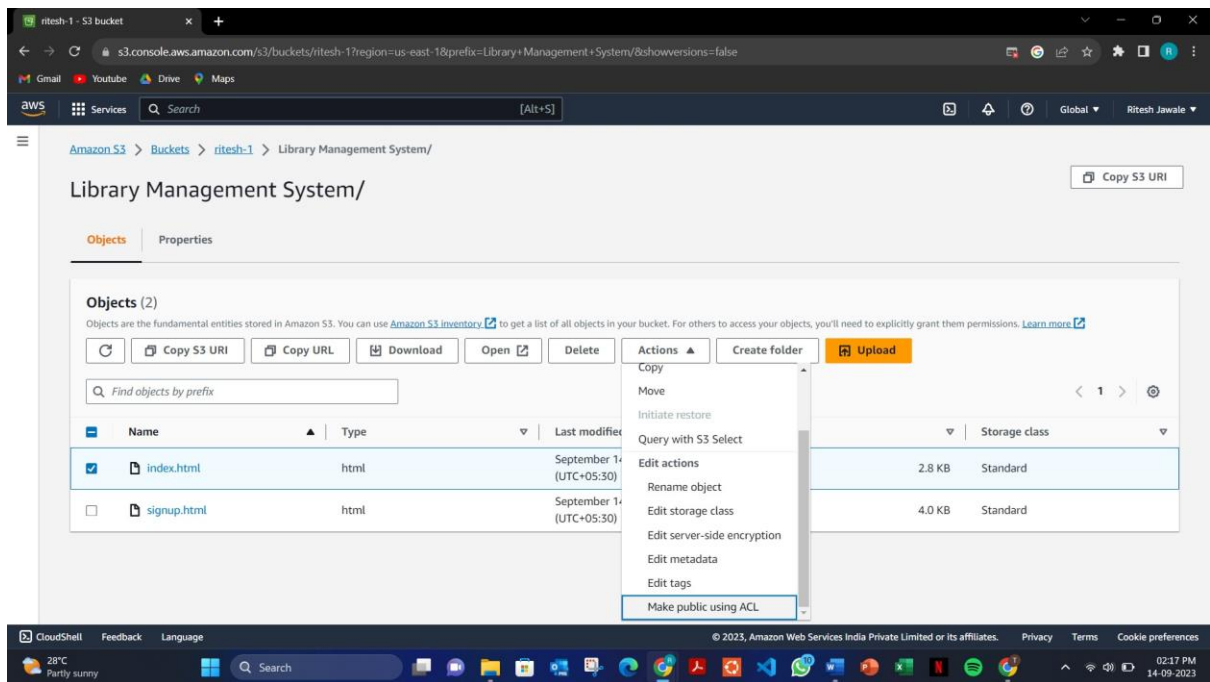 ritesh-1 - S3 bucket
s3.console.aws.amazon.com/s3/buckets/ritesh-1?region=us-east-1&prefix=Library+Management+System/&showversions=false
R
Gmail Youtube Drive Maps
aws Services Search [Alt+S] Global Ritesh Jawale
Amazon S3 > Buckets > ritesh-1 > Library Management System/
Copy S3 URI
Library Management System/
Objects Properties
Objects (2)
Objects are the fundamental entities stored in Amazon S3. You can use Amazon S3 inventory to get a list of all objects in your bucket. For others to access your objects, you'll need to explicitly grant them permissions. Learn more
Copy S3 URI Copy URL Download Open Delete Actions Create folder Upload
Copy
Find objects by prefix
Move
< 1 >
Initiate restore
Name Type Last modified Storage class
Query with S3 Select
Edit actions
index.html html September 14 (UTC+05:30) 2.8 KB Standard
Rename object
signup.html html September 14 (UTC+05:30) 4.0 KB Standard
Edit storage class
Edit server-side encryption
Edit metadata
Edit tags
Make public using ACL
CloudShell Feedback Language © 2023, Amazon Web Services India Private Limited or its affiliates. Privacy Terms Cookie preferences
28°C
Partly sunny
Search
02:17 PM
14-09-2023